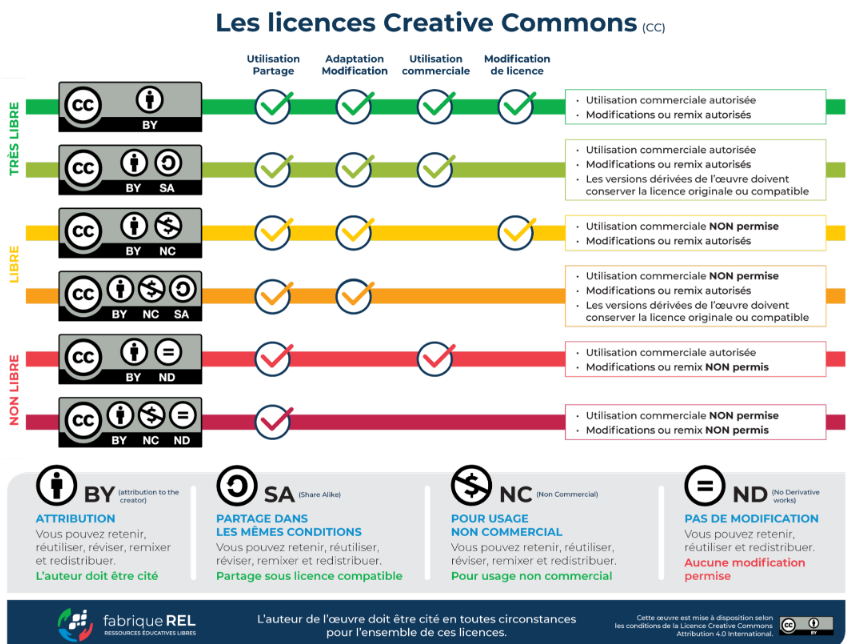 Les licences Creative Commons (CC)
Utilisation
Partage
Adaptation
Modification
Utilisation
commerciale
Modification
de licence
TRÈS LIBRE
CC
BY
• Utilisation commerciale autorisée
• Modifications ou remix autorisés
CC
BY SA
• Utilisation commerciale autorisée
• Modifications ou remix autorisés
• Les versions dérivées de l'œuvre doivent
conserver la licence originale ou compatible
LIBRE
CC
BY NC
• Utilisation commerciale NON permise
• Modifications ou remix autorisés
CC
BY NC SA
• Utilisation commerciale NON permise
• Modifications ou remix autorisés
• Les versions dérivées de l'œuvre doivent
conserver la licence originale ou compatible
NON LIBRE
CC
BY ND
• Utilisation commerciale autorisée
• Modifications ou remix NON permis
CC
BY NC ND
• Utilisation commerciale NON permise
• Modifications ou remix NON permis
BY (attribution to the
creator)
ATTRIBUTION
Vous pouvez retenir,
réutiliser, réviser, remixer
et redistribuer.
L'auteur doit être cité
SA (Share Alike)
PARTAGE DANS
LES MÊMES CONDITIONS
Vous pouvez retenir, réutiliser,
réviser, remixer et redistribuer.
Partage sous licence compatible
NC (Non Commercial)
POUR USAGE
NON COMMERCIAL
Vous pouvez retenir, réutiliser,
réviser, remixer et redistribuer.
Pour usage non commercial
ND (No Derivative
works)
PAS DE MODIFICATION
Vous pouvez retenir,
réutiliser et redistribuer.
Aucune modification
permise
fabrique REL
RESSOURCES ÉDUCATIVES LIBRES
L'auteur de l'œuvre doit être cité en toutes circonstances
pour l'ensemble de ces licences.
Cette œuvre est mise à disposition selon
les conditions de la Licence Creative Commons
Attribution 4.0 International.
CC
BY